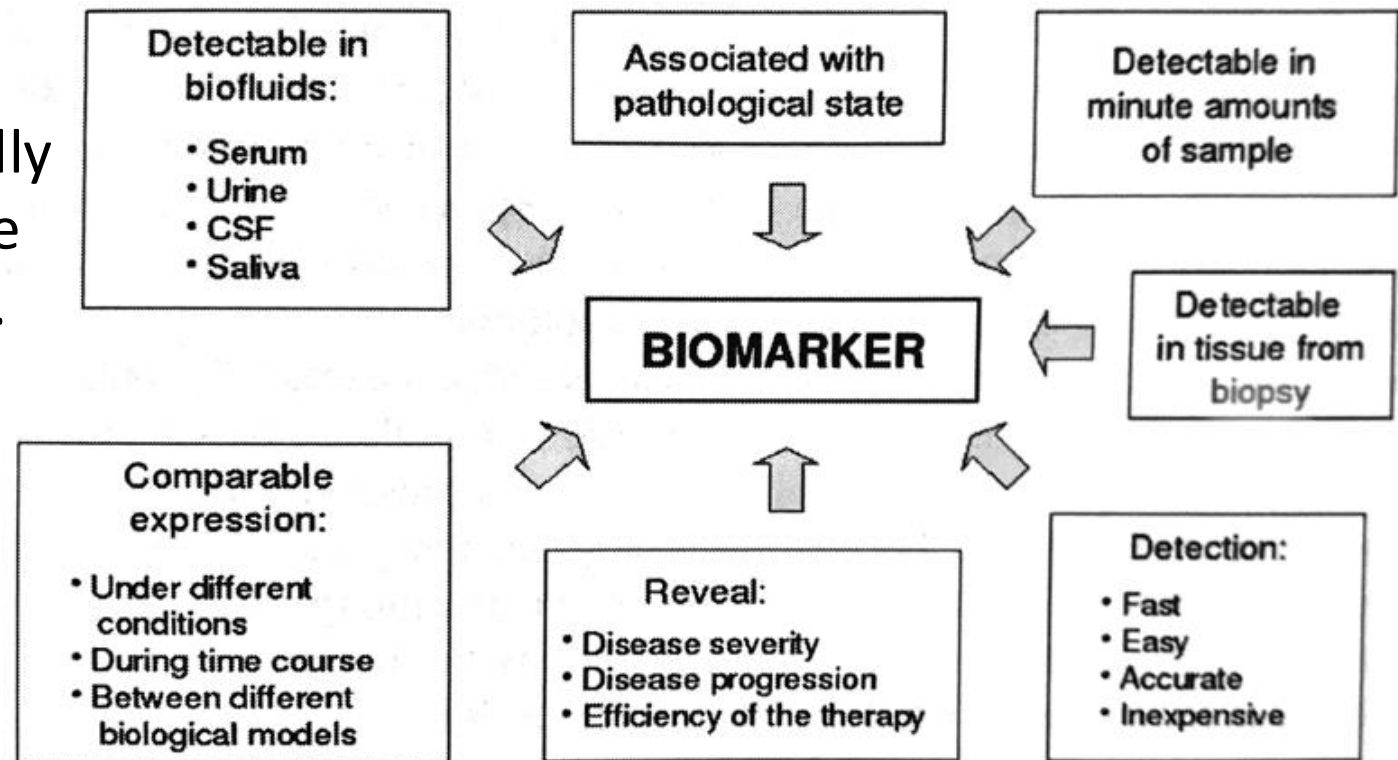 lly
e
.
Detectable in
biofluids:
• Serum
• Urine
• CSF
• Saliva
Associated with
pathological state
Detectable in
minute amounts
of sample
BIOMARKER
Detectable
in tissue from
biopsy
Comparable
expression:
• Under different
conditions
• During time course
• Between different
biological models
Reveal:
• Disease severity
• Disease progression
• Efficiency of the therapy
Detection:
• Fast
• Easy
• Accurate
• Inexpensive